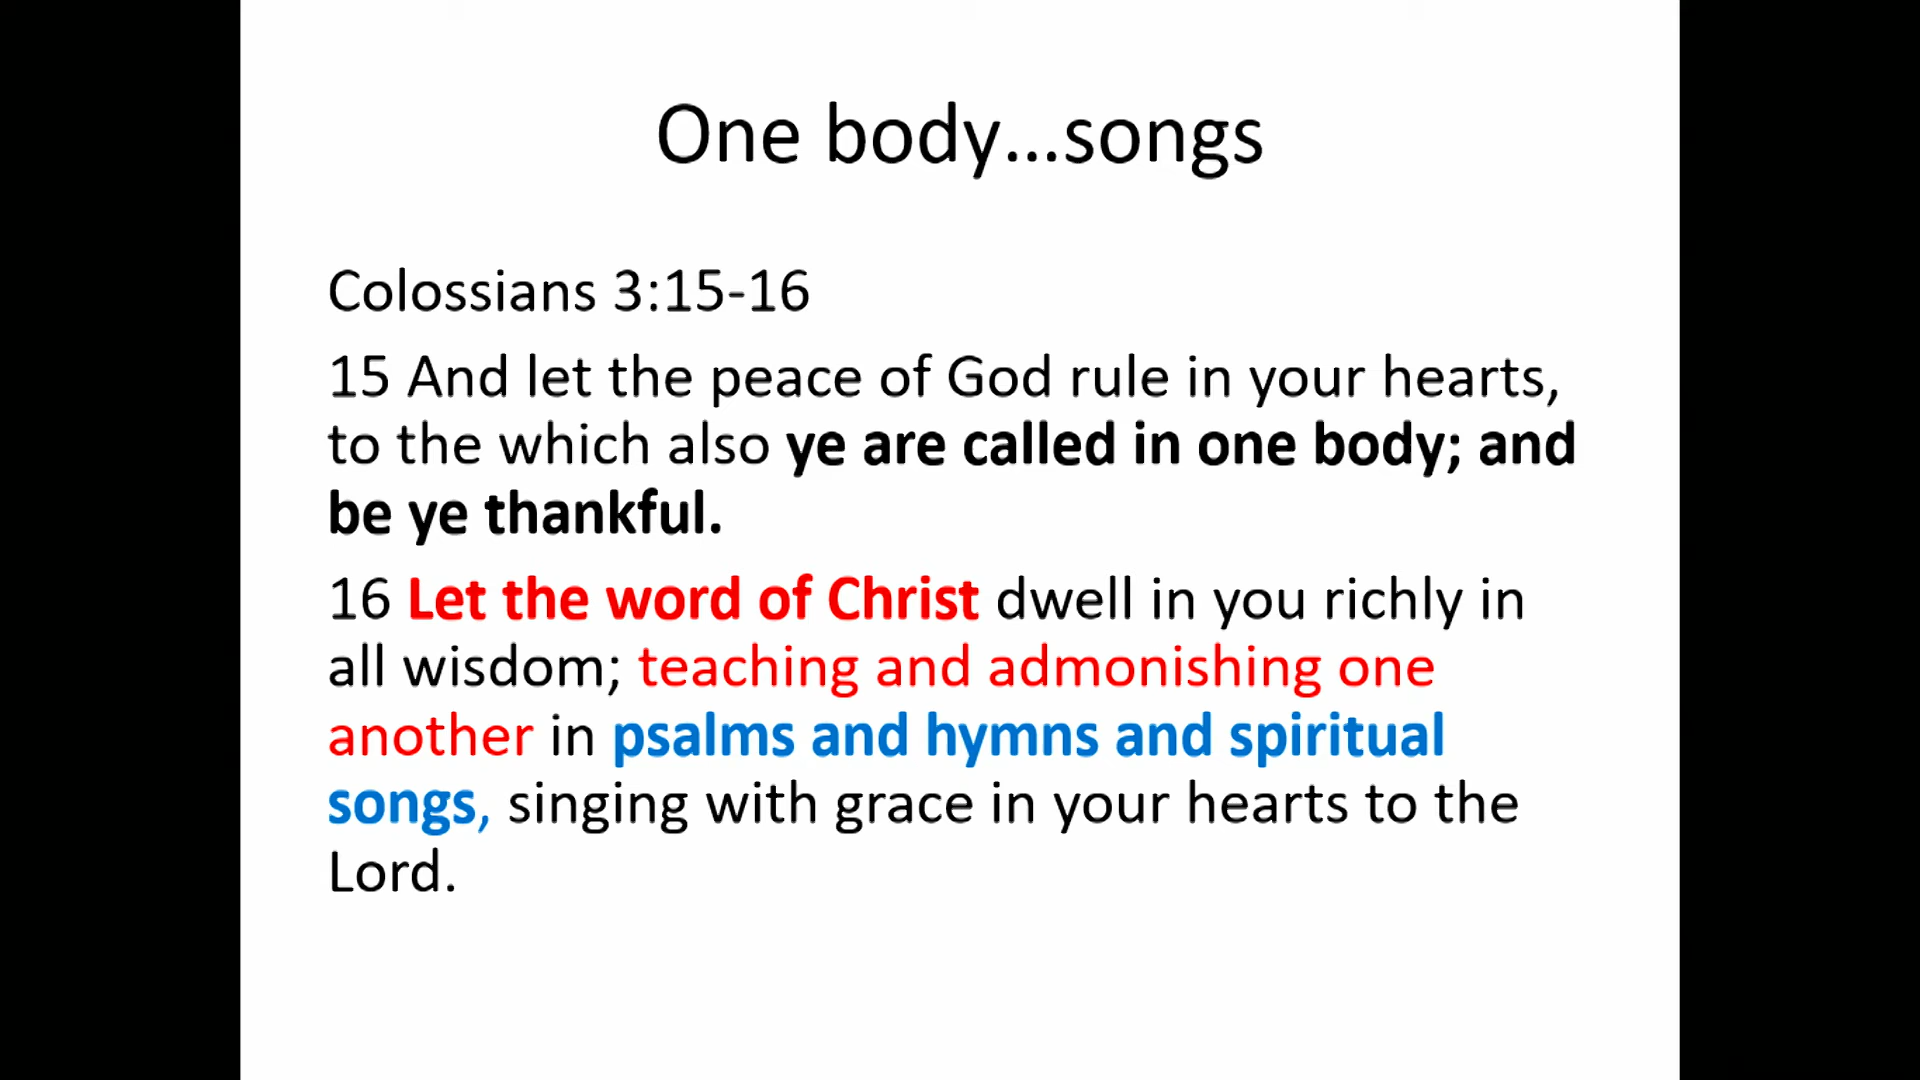 One body...songs
Colossians 3:15-16
15 And let the peace of God rule in your hearts,
to the which also ye are called in one body; and
be ye thankful.
16 Let the word of Christ dwell in you richly in
all wisdom; teaching and admonishing one
another in psalms and hymns and spiritual
songs, singing with grace in your hearts to the
Lord.